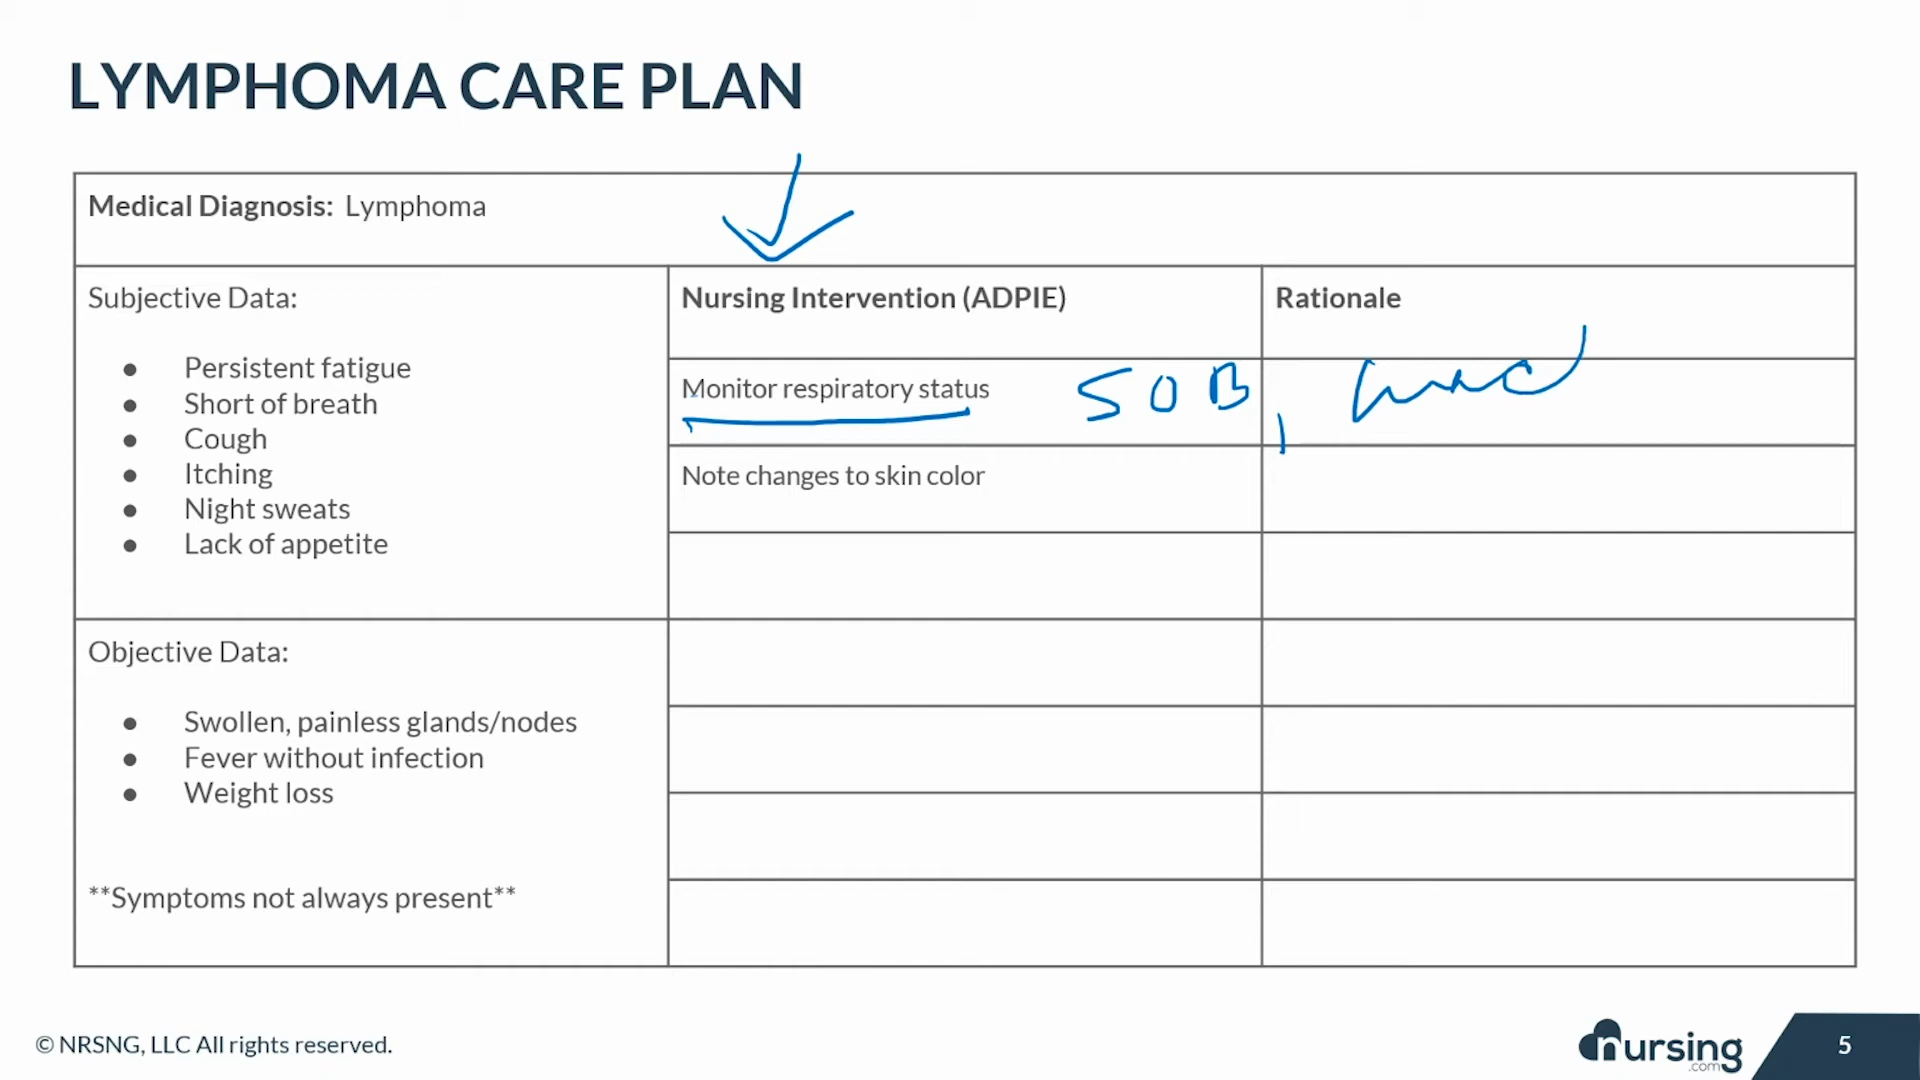 LYMPHOMA CARE PLAN
Medical Diagnosis: Lymphoma
Subjective Data:
● Persistent fatigue
● Short of breath
● Cough
● Itching
● Night sweats
● Lack of appetite
Objective Data:
● Swollen, painless glands/nodes
● Fever without infection
● Weight loss
**Symptoms not always present**
Nursing Intervention (ADPIE)
Rationale
Monitor respiratory status
SOB,
Note changes to skin color
© NRSNG, LLC All rights reserved.
nursing
.com
5